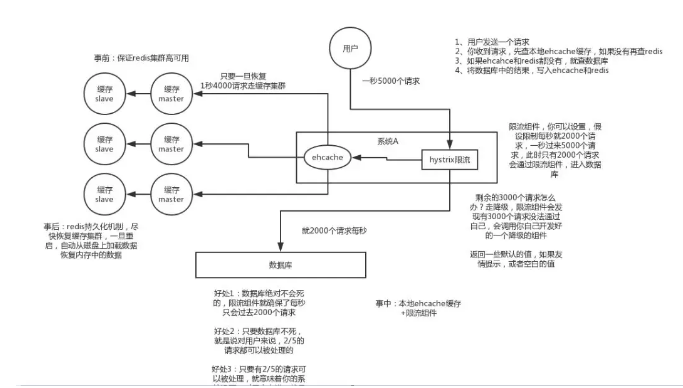 用户
1、用户发送一个请求
2、你收到请求，先查本地ehcache缓存，如果没有再查redis
3、如果ehcahce和redis都没有，就查数据库
4、将数据库中的结果，写入ehcache和redis
事前：保证redis集群高可用
只要一旦恢复
1秒4000请求走缓存集群
一秒5000个请求
缓存
slave
缓存
master
缓存
slave
缓存
master
缓存
slave
缓存
master
系统A
ehcache
hystrix限流
限流组件，你可以设置，假
设限制每秒就2000个请
求，一秒过来5000个请求
，此时只有2000个请求
会通过限流组件，进入数据
库
剩余的3000个请求怎么
办？走降级，限流组件会发
现有3000个请求没法通过
自己，会调用你自己开发好
的一个降级的组件
返回一些默认的值，如果友
情提示，或者空白的值
事后：redis持久化机制，尽
快恢复缓存集群，一旦重
启，自动从磁盘上加载数据
恢复内存中的数据
就2000个请求每秒
数据库
好处1：数据库绝对不会死
的，限流组件就确保了每秒
只会过去2000个请求
事中：本地ehcache缓存
+限流组件
好处2：只要数据库不死，
就是说对用户来说，2/5的
请求都可以被处理的
好处3：只要有2/5的请求可
以被处理，就意味着你的系